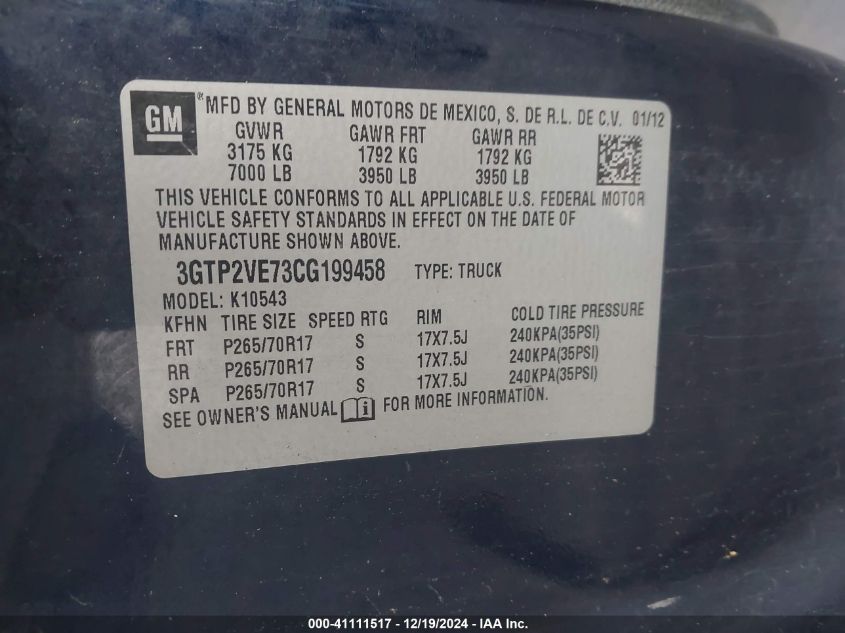 GM ® MFD BY GENERAL MOTORS DE MEXICO, S. DE R.L. DE C.V. 01/12
GVWR GAWR FRT GAWR RR
3175 KG 1792 KG 1792 KG
7000 LB 3950 LB 3950 LB
THIS VEHICLE CONFORMS TO ALL APPLICABLE U.S. FEDERAL MOTOR
VEHICLE SAFETY STANDARDS IN EFFECT ON THE DATE OF
MANUFACTURE SHOWN ABOVE.
3GTP2VE73CG199458 TYPE: TRUCK
MODEL: K10543
KFHN TIRE SIZE SPEED RTG RIM COLD TIRE PRESSURE
FRT P265/70R17 S 17X7.5J 240KPA(35PSI)
RR P265/70R17 S 17X7.5J 240KPA(35PSI)
SPA P265/70R17 S 17X7.5J 240KPA(35PSI)
SEE OWNER'S MANUAL FOR MORE INFORMATION.
000-41111517 - 12/19/2024 - IAA Inc.